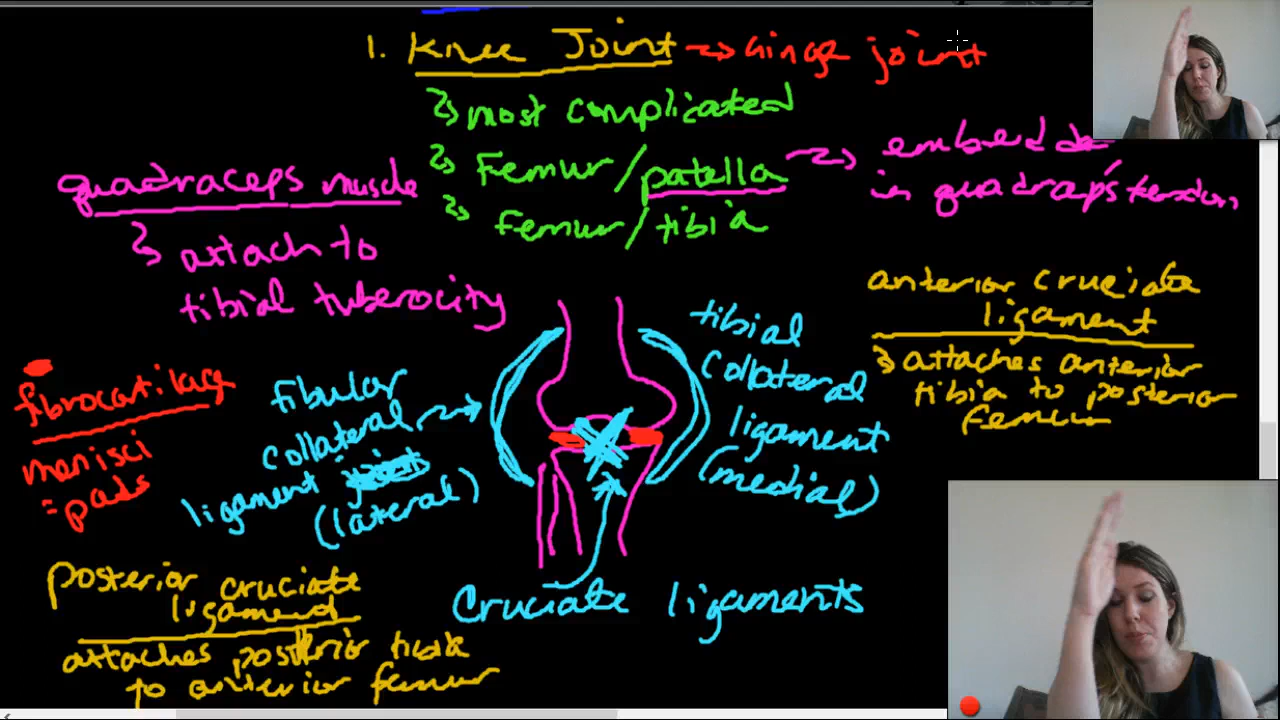 1. Knee Joint → hinge joint
most complicated
Femur / patella → embedde
in quadrap's tendon
Femur / tibia
quadraceps muscle
attach to
tibial tuberocity
fibrocartilage
menisci
= pads
fibular
collateral →
ligament
(lateral)
tibial
collateral
ligament
(medial)
anterior cruciate
ligament
attaches anterior
tibia to posterior
femur
posterior cruciate
ligament
attaches posterior tibia
to anterior femur
Cruciate ligaments